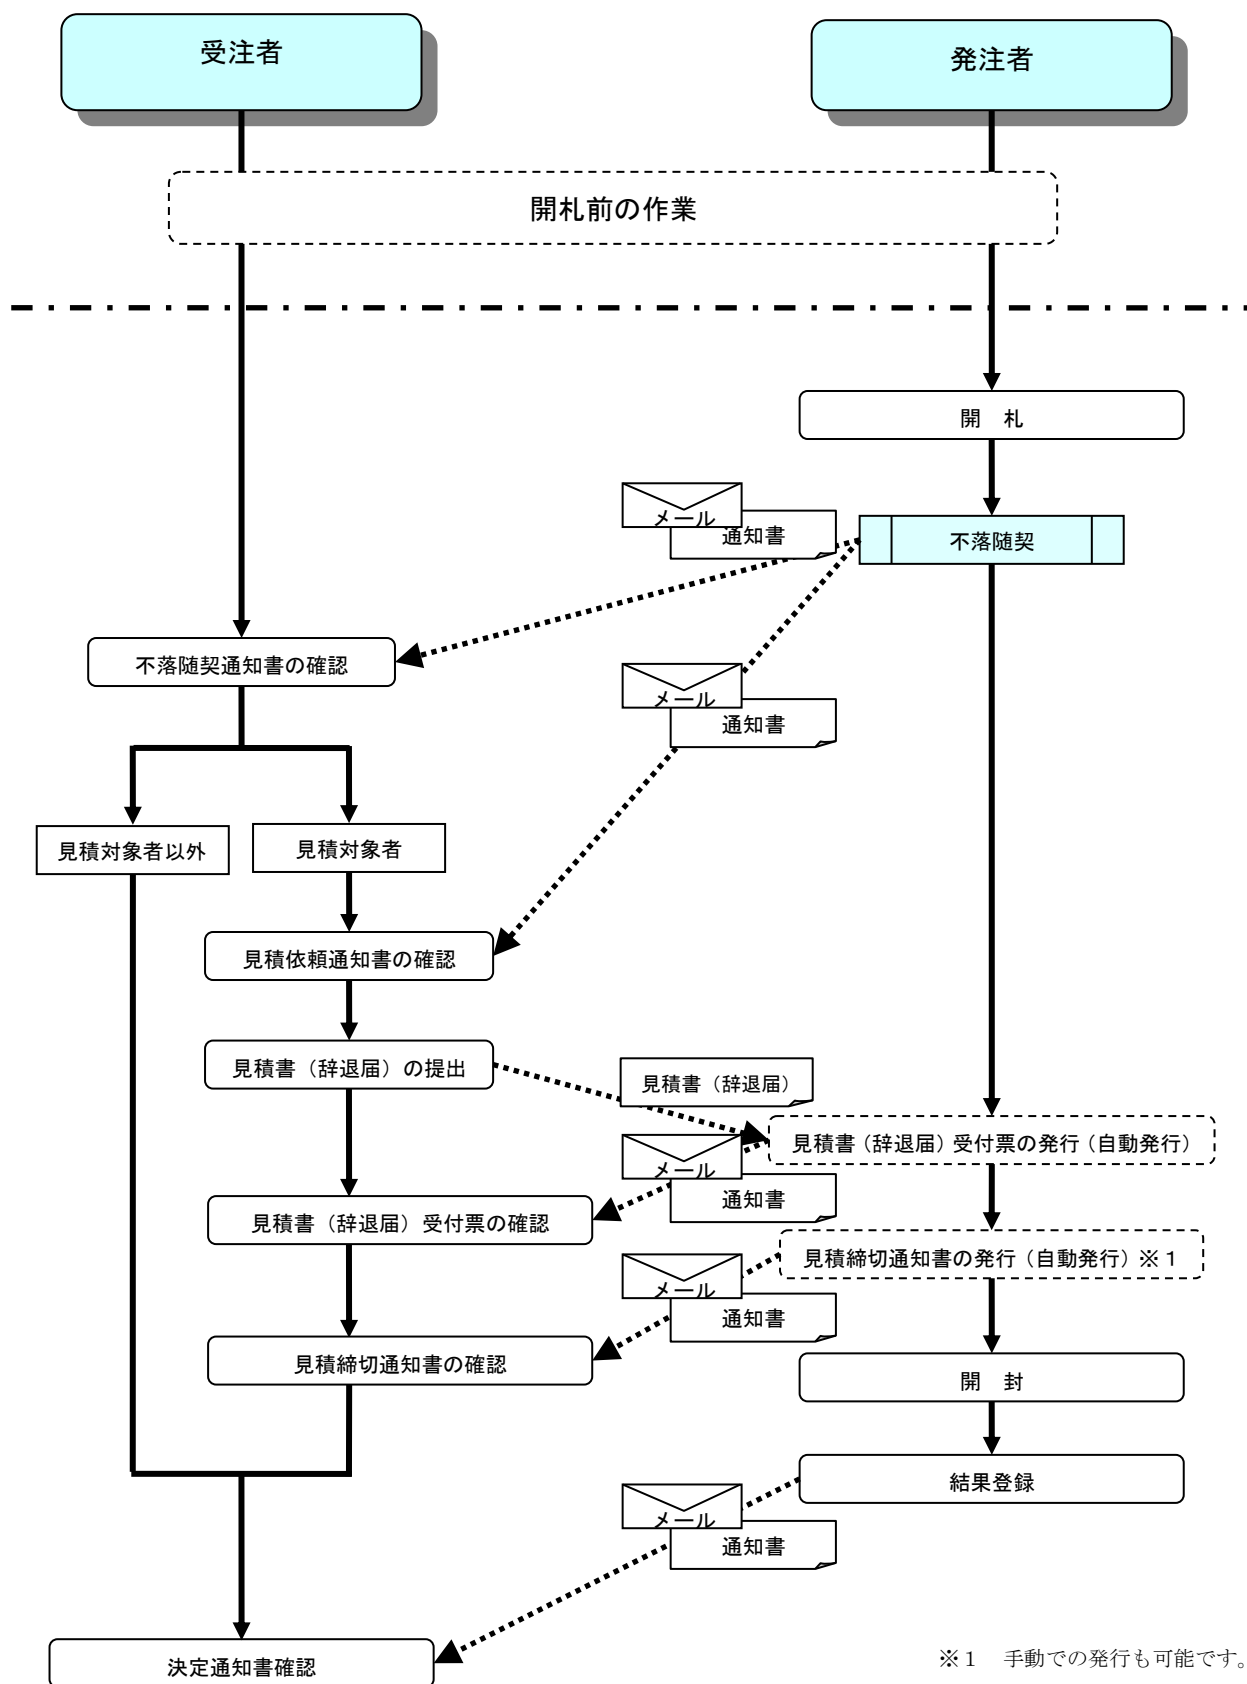 受注者
発注者
開札前の作業
開　札
メール
通知書
不落随契
不落随契通知書の確認
メール
通知書
見積対象者以外
見積対象者
見積依頼通知書の確認
見積書（辞退届）の提出
見積書（辞退届）
見積書（辞退届）受付票の発行（自動発行）
メール
通知書
見積書（辞退届）受付票の確認
見積締切通知書の発行（自動発行）※１
メール
通知書
見積締切通知書の確認
開　封
結果登録
メール
通知書
決定通知書確認
※１　手動での発行も可能です。